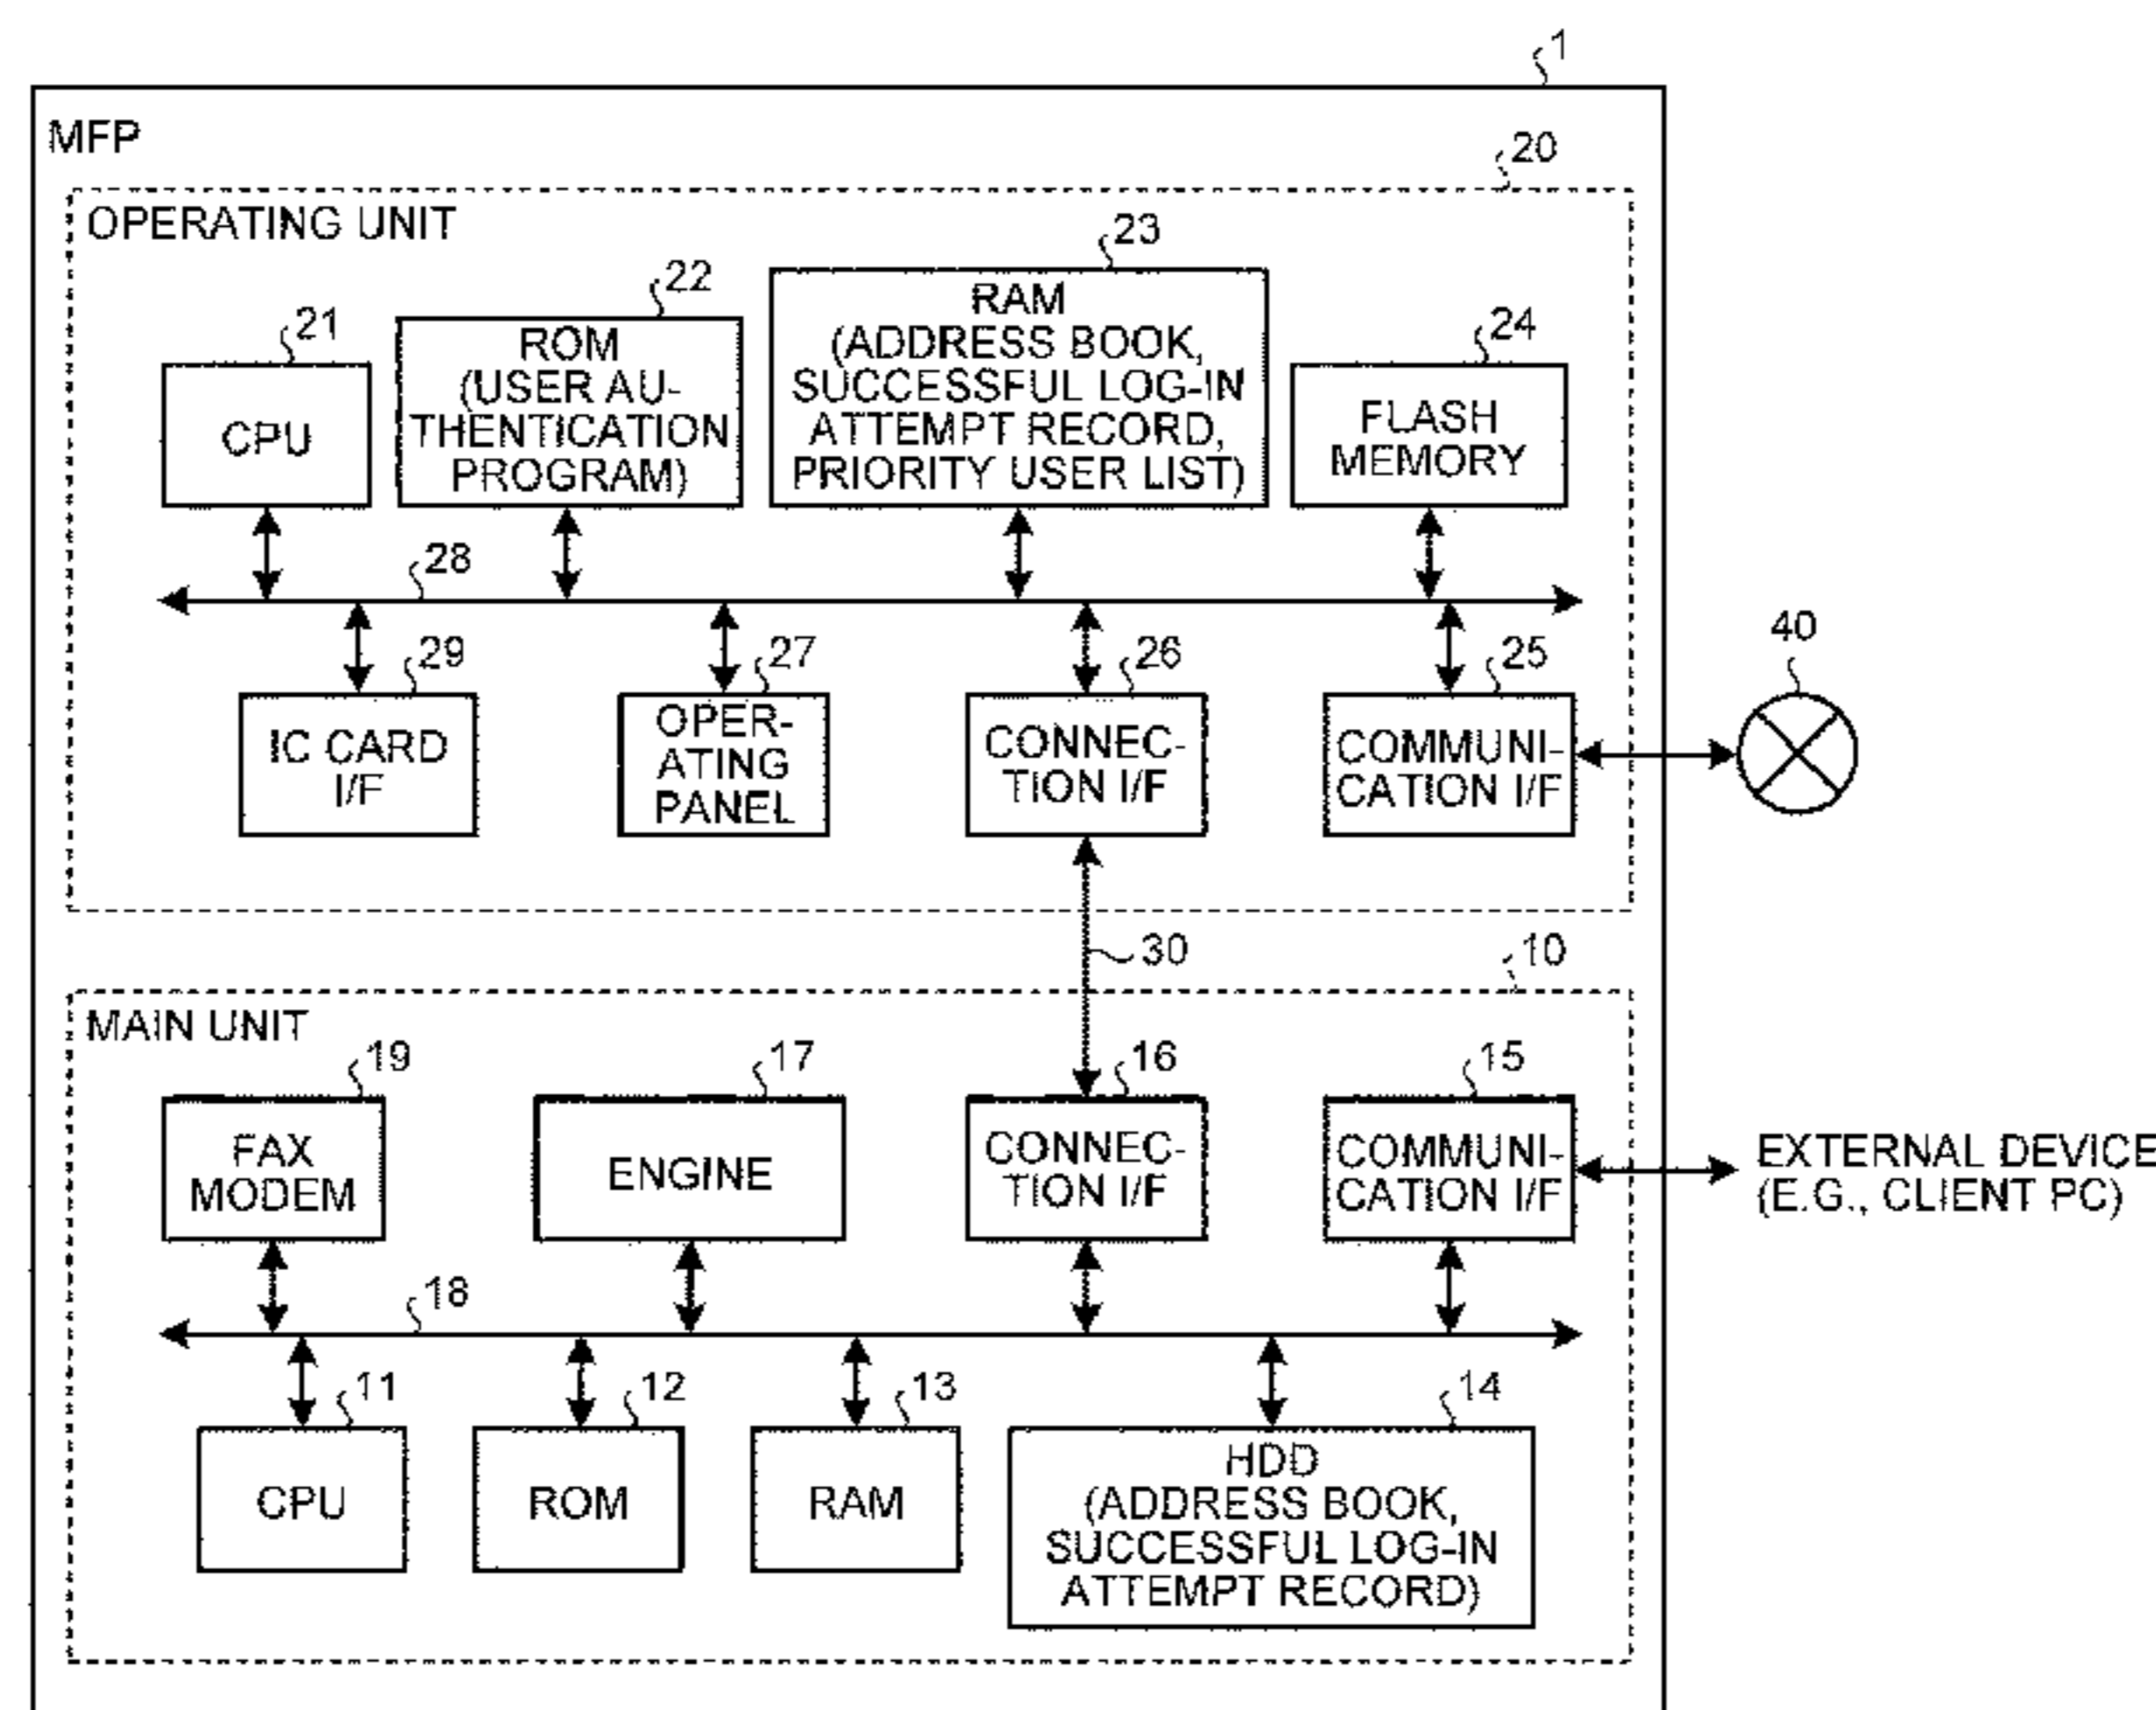 1
MFP
20
OPERATING UNIT
21
CPU
22
ROM
(USER AU-
THENTICATION
PROGRAM)
23
RAM
(ADDRESS BOOK,
SUCCESSFUL LOG-IN
ATTEMPT RECORD,
PRIORITY USER LIST)
24
FLASH
MEMORY
28
29
IC CARD
I/F
27
OPER-
ATING
PANEL
26
CONNEC-
TION I/F
25
COMMUNI-
CATION I/F
40
30
10
MAIN UNIT
19
FAX
MODEM
17
ENGINE
16
CONNEC-
TION I/F
15
COMMUNI-
CATION I/F
EXTERNAL DEVICE
(E.G., CLIENT PC)
18
11
CPU
12
ROM
13
RAM
14
HDD
(ADDRESS BOOK,
SUCCESSFUL LOG-IN
ATTEMPT RECORD)